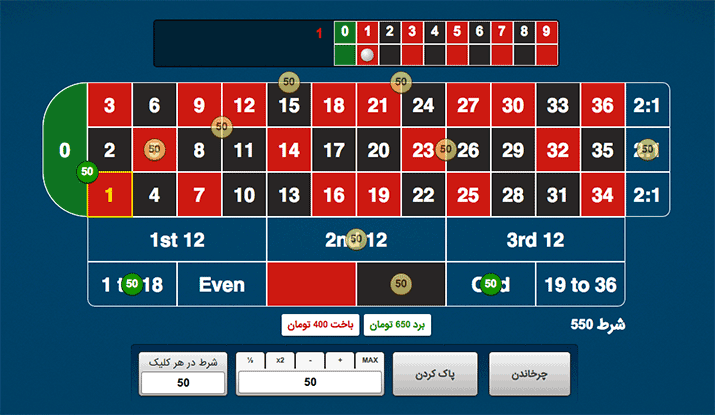 1 0 1 2 3 4 5 6 7 8 9
50 50
3 6 9 12 15 18 21 24 27 30 33 36 2:1
50
0 2 50 8 11 14 17 20 23 50 26 29 32 35 50
50
1 4 7 10 13 16 19 22 25 28 31 34 2:1
1st 12 2nd 12 50 3rd 12
1 to 18 50 Even 50 Odd 50 19 to 36
باخت 400 تومان برد 650 تومان شرط 550
شرط در هر کلیک ½ x2 - + MAX پاک کردن چرخاندن
50 50